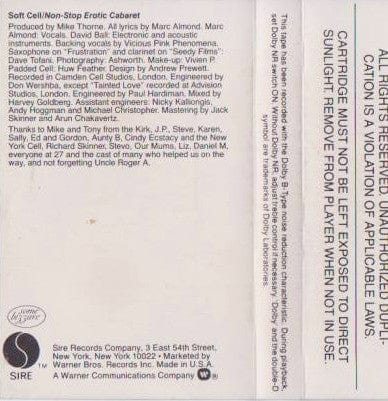 Soft Cell/Non-Stop Erotic Cabaret
Produced by Mike Thorne. All lyrics by Marc Almond. Marc
Almond: Vocals. David Ball: Electronic and acoustic
instruments. Backing vocals by Vicious Pink Phenomena.
Saxophone on "Frustration" and clarinet on "Seedy Films":
Dave Tofani. Photography: Ashworth. Make-up: Vivien P.
Padded Cell: Huw Feather. Design by Andrew Prewett.
Recorded in Camden Cell Studios, London. Engineered by
Don Wershba, except "Tainted Love" recorded at Advision
Studios, London. Engineered by Paul Hardiman. Mixed by
Harvey Goldberg. Assistant engineers: Nicky Kalliongis,
Andy Hoggman and Michael Christopher. Mastering by Jack
Skinner and Arun Chakavertz.
Thanks to Mike and Tony from the Kirk, J.P., Steve, Karen,
Sally, Ed and Gordon, Aunty B, Cindy Ecstacy and the New
York Cell, Richard Skinner, Stevo, Our Mums, Liz, Daniel M,
everyone at 27 and the cast of many who helped us on the
way, and not forgetting Uncle Roger A.
some
bizzare
SIRE
TM
Sire Records Company, 3 East 54th Street,
New York, New York 10022 • Marketed by
Warner Bros. Records Inc. Made in U.S.A.
A Warner Communications Company
This tape has been recorded with the Dolby B-Type noise reduction characteristic. During playback,
set Dolby NR switch ON. Without Dolby NR, adjust treble control if necessary. 'Dolby' and the double-D
symbol are trademarks of Dolby Laboratories.
ALL RIGHTS RESERVED. UNAUTHORIZED DUPLI-
CATION IS A VIOLATION OF APPLICABLE LAWS.
CARTRIDGE MUST NOT BE LEFT EXPOSED TO DIRECT
SUNLIGHT. REMOVE FROM PLAYER WHEN NOT IN USE.